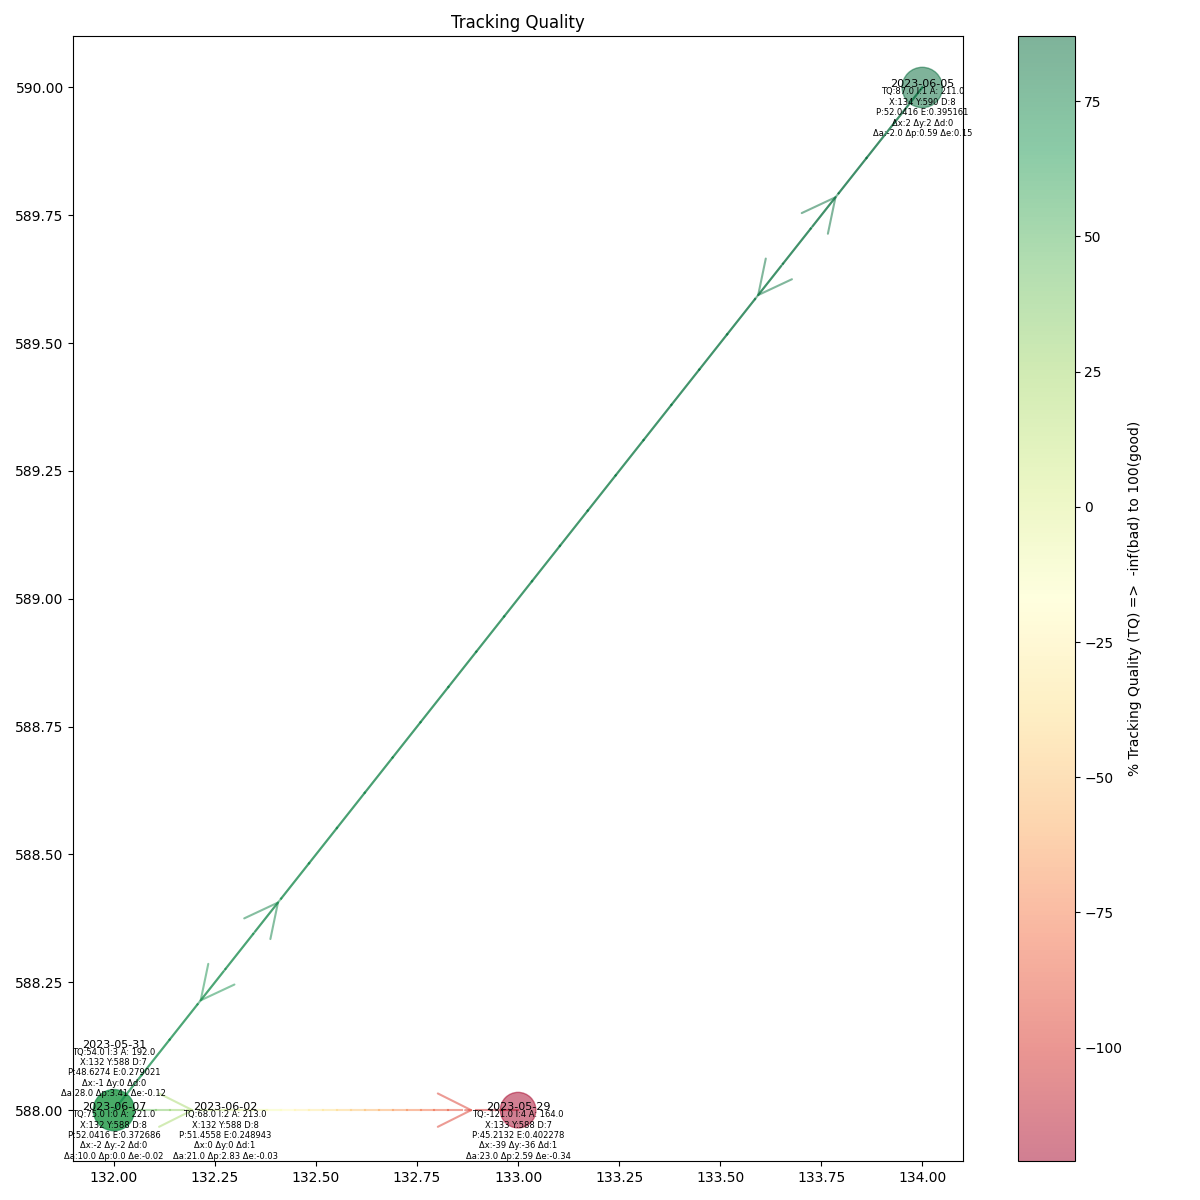 Tracking Quality
590.00
589.75
589.50
589.25
589.00
588.75
588.50
588.25
588.00
2023-06-05
TQ:87.0 I:1 A: 211.0
X:134 Y:590 D:8
P:52.0416 E:0.395161
Δx:2 Δy:2 Δd:0
Δa:-2.0 Δp:0.59 Δe:0.15
2023-05-31
TQ:54.0 I:3 A: 192.0
X:132 Y:588 D:7
P:48.6274 E:0.279021
Δx:-1 Δy:0 Δd:0
Δa:28.0 Δp:3.41 Δe:-0.12
2023-06-07
TQ:75.0 I:0 A: 221.0
X:132 Y:588 D:8
P:52.0416 E:0.372686
Δx:-2 Δy:-2 Δd:0
Δa:10.0 Δp:0.0 Δe:-0.02
2023-06-02
TQ:68.0 I:2 A: 213.0
X:132 Y:588 D:8
P:51.4558 E:0.248943
Δx:0 Δy:0 Δd:1
Δa:21.0 Δp:2.83 Δe:-0.03
2023-05-29
TQ:-121.0 I:4 A: 164.0
X:133 Y:588 D:7
P:45.2132 E:0.402278
Δx:-39 Δy:-36 Δd:1
Δa:23.0 Δp:2.59 Δe:-0.34
132.00 132.25 132.50 132.75 133.00 133.25 133.50 133.75 134.00
75
50
25
0
−25
−50
−75
−100
% Tracking Quality (TQ) => -inf(bad) to 100(good)